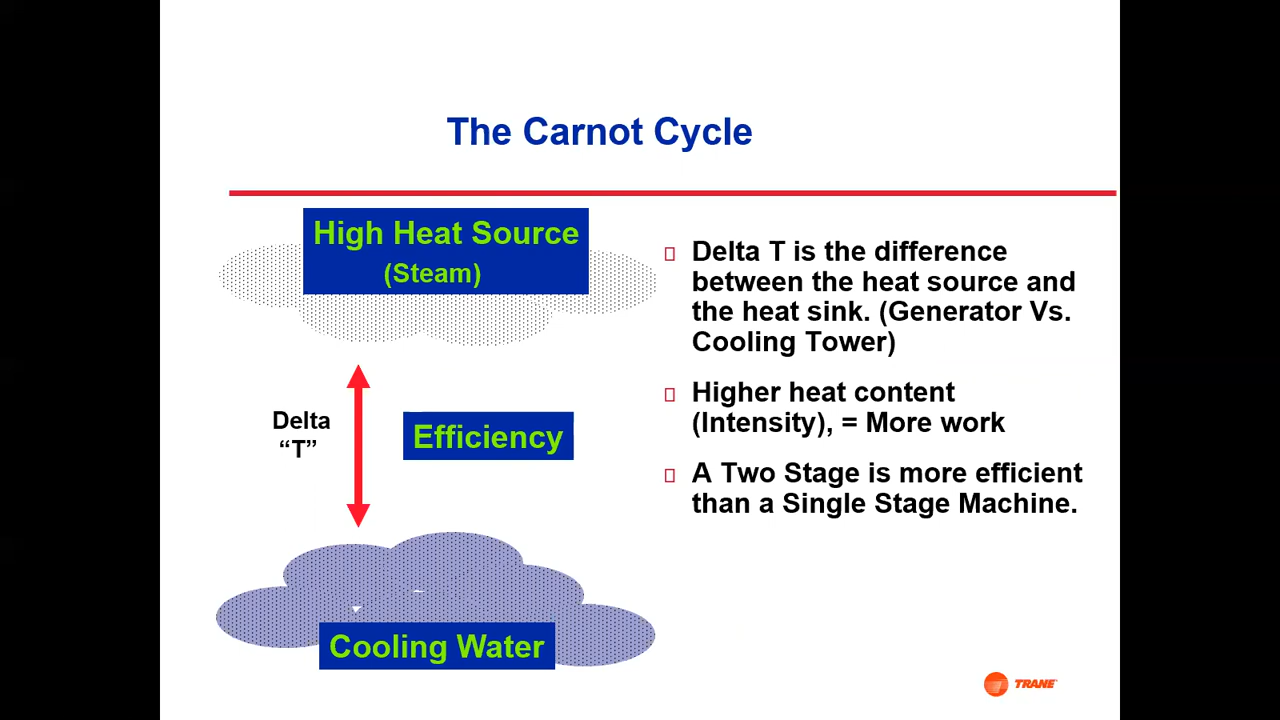 The Carnot Cycle
High Heat Source
(Steam)
Delta
“T”
Efficiency
Cooling Water
Delta T is the difference
between the heat source and
the heat sink. (Generator Vs.
Cooling Tower)
Higher heat content
(Intensity), = More work
A Two Stage is more efficient
than a Single Stage Machine.
TRANE